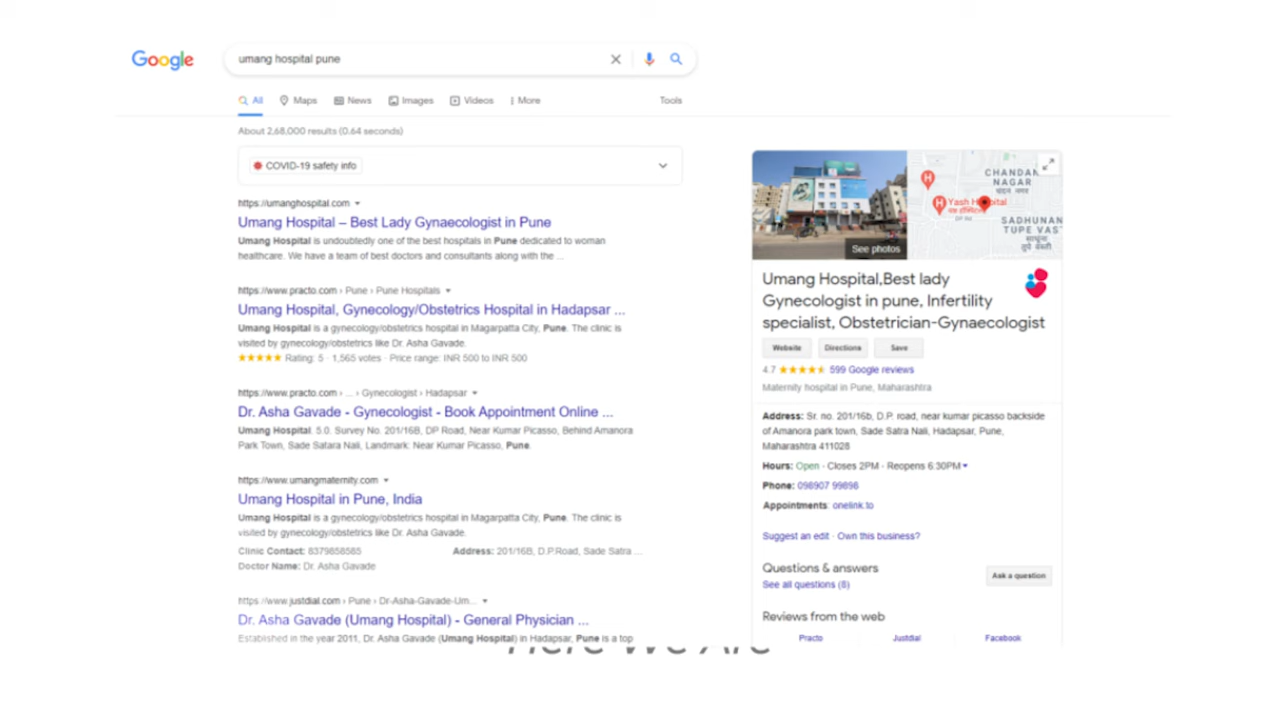 Google
umang hospital pune
All Maps News Images Videos More
Tools
About 2,68,000 results (0.64 seconds)
COVID-19 safety info
https://umanghospital.com
Umang Hospital – Best Lady Gynaecologist in Pune
Umang Hospital is undoubtedly one of the best hospitals in Pune dedicated to woman
healthcare. We have a team of best doctors and consultants along with the ...
https://www.practo.com › Pune › Pune Hospitals
Umang Hospital, Gynecology/Obstetrics Hospital in Hadapsar ...
Umang Hospital is a gynecology/obstetrics hospital in Magarpatta City, Pune. The clinic is
visited by gynecology/obstetrics like Dr. Asha Gavade.
Rating: 5 · 1,565 votes · Price range: INR 500 to INR 500
https://www.practo.com › ... › Gynecologist › Hadapsar
Dr. Asha Gavade - Gynecologist - Book Appointment Online ...
Umang Hospital. 5.0. Survey No. 201/16B, DP Road, Near Kumar Picasso, Behind Amanora
Park Town, Sade Satara Nali, Landmark: Near Kumar Picasso, Pune.
https://www.umangmaternity.com
Umang Hospital in Pune, India
Umang Hospital is a gynecology/obstetrics hospital in Magarpatta City, Pune. The clinic is
visited by gynecology/obstetrics like Dr. Asha Gavade.
Clinic Contact: 8379858585 Address: 201/16B, D.P.Road, Sade Satra ...
Doctor Name: Dr. Asha Gavade
https://www.justdial.com › Pune › Dr-Asha-Gavade-Um...
Dr. Asha Gavade (Umang Hospital) - General Physician ...
Established in the year 2011, Dr. Asha Gavade (Umang Hospital) in Hadapsar, Pune is a top
See photos
CHANDAN
NAGAR
चंदन नगर
Yash Hospital
SADHUNAN
TUPE VAS
Umang Hospital,Best lady
Gynecologist in pune, Infertility
specialist, Obstetrician-Gynaecologist
Website Directions Save
4.7 599 Google reviews
Maternity hospital in Pune, Maharashtra
Address: Sr. no. 201/16b, D.P. road, near kumar picasso backside
of Amanora park town, Sade Satra Nali, Hadapsar, Pune,
Maharashtra 411028
Hours: Open · Closes 2PM · Reopens 6:30PM
Phone: 098907 99898
Appointments: onelink.to
Suggest an edit · Own this business?
Questions & answers
See all questions (8)
Ask a question
Reviews from the web
Practo Justdial Facebook
Here We Are